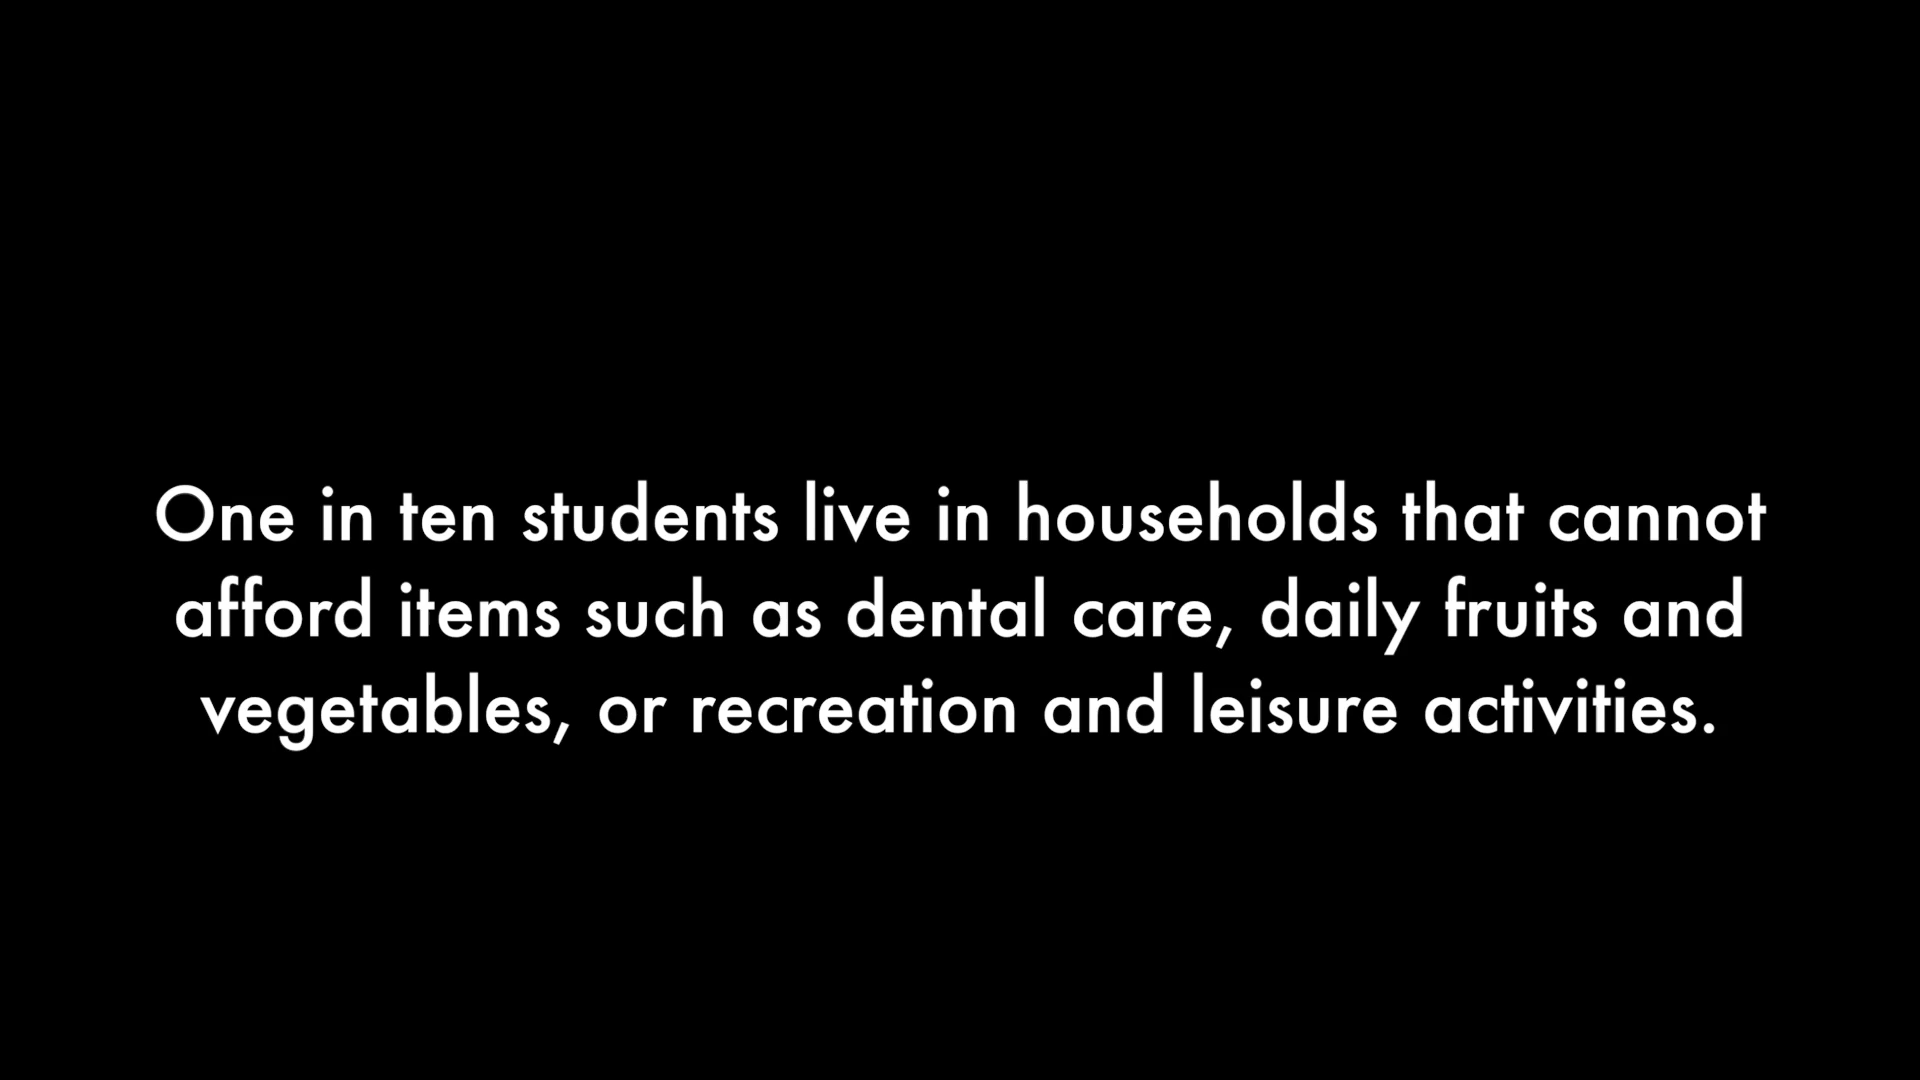 One in ten students live in households that cannot
afford items such as dental care, daily fruits and
vegetables, or recreation and leisure activities.